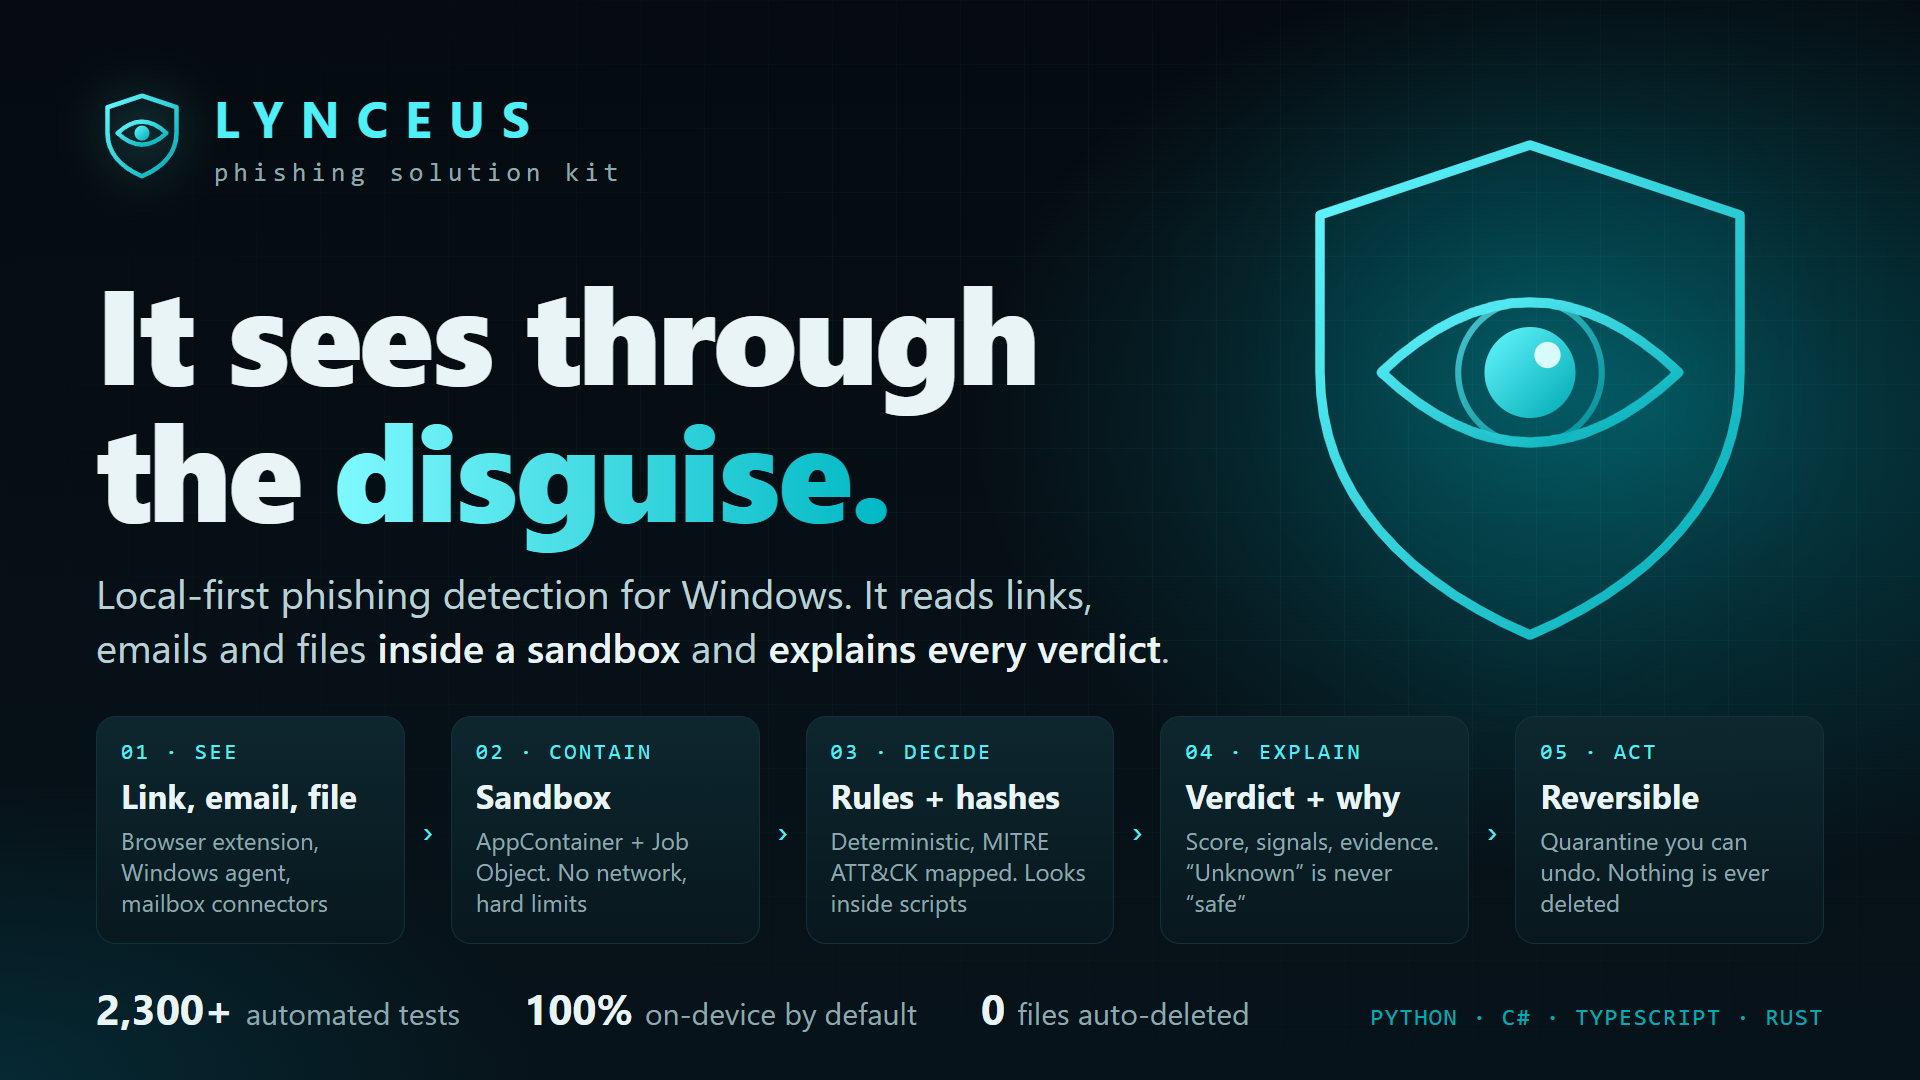 LYNCEUS
phishing solution kit
It sees through
the disguise.
Local-first phishing detection for Windows. It reads links,
emails and files inside a sandbox and explains every verdict.
01 · SEE
Link, email, file
Browser extension,
Windows agent,
mailbox connectors
›
02 · CONTAIN
Sandbox
AppContainer + Job
Object. No network,
hard limits
›
03 · DECIDE
Rules + hashes
Deterministic, MITRE
ATT&CK mapped. Looks
inside scripts
›
04 · EXPLAIN
Verdict + why
Score, signals, evidence.
“Unknown” is never
“safe”
›
05 · ACT
Reversible
Quarantine you can
undo. Nothing is ever
deleted
2,300+ automated tests
100% on-device by default
0 files auto-deleted
PYTHON · C# · TYPESCRIPT · RUST